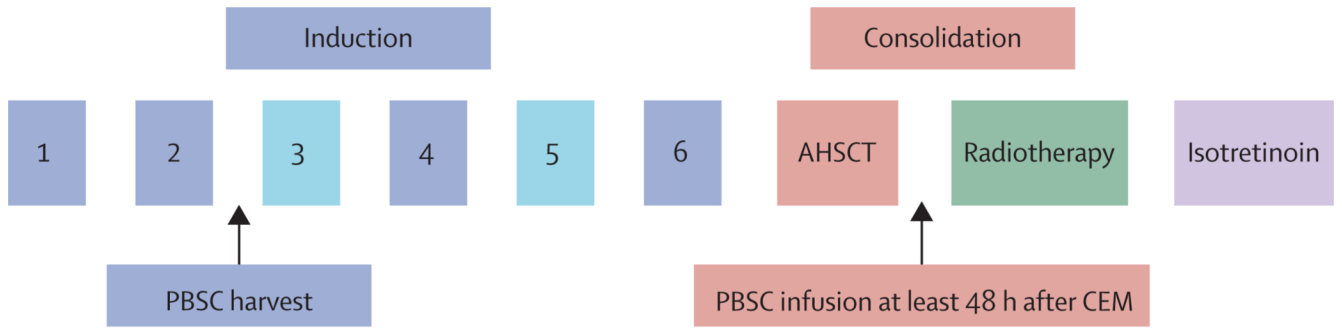 Induction
Consolidation
1
2
3
4
5
6
AHSCT
Radiotherapy
Isotretinoin
PBSC harvest
PBSC infusion at least 48 h after CEM